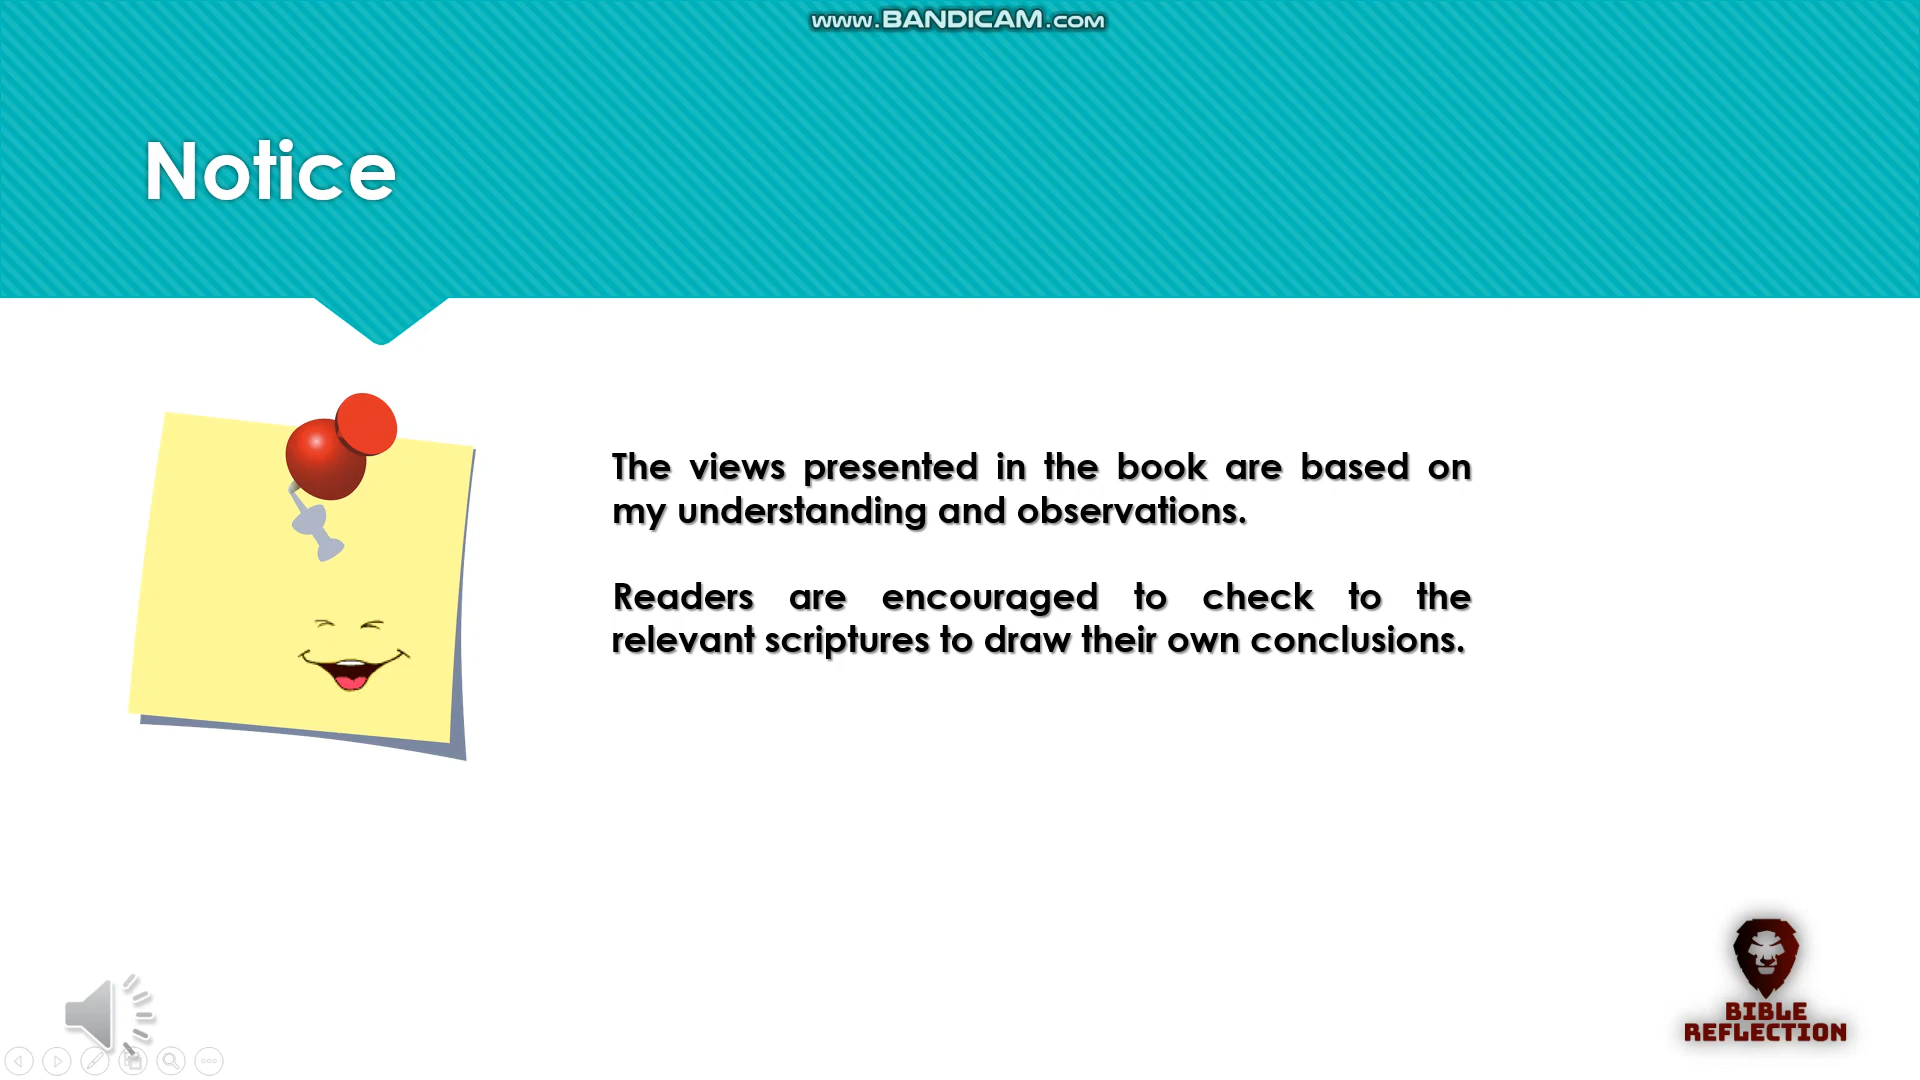 www.BANDICAM.com
Notice
The views presented in the book are based on
my understanding and observations.
Readers are encouraged to check to the
relevant scriptures to draw their own conclusions.
BIBLE
REFLECTION